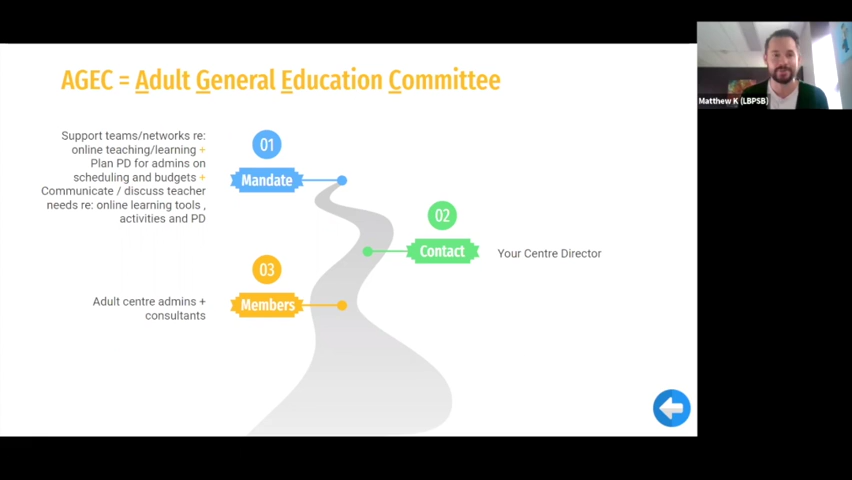 AGEC = Adult General Education Committee
Matthew K (LBPSB)
Support teams/networks re:
online teaching/learning +
Plan PD for admins on
scheduling and budgets +
Communicate / discuss teacher
needs re: online learning tools ,
activities and PD
01
Mandate
02
Contact
Your Centre Director
03
Members
Adult centre admins +
consultants